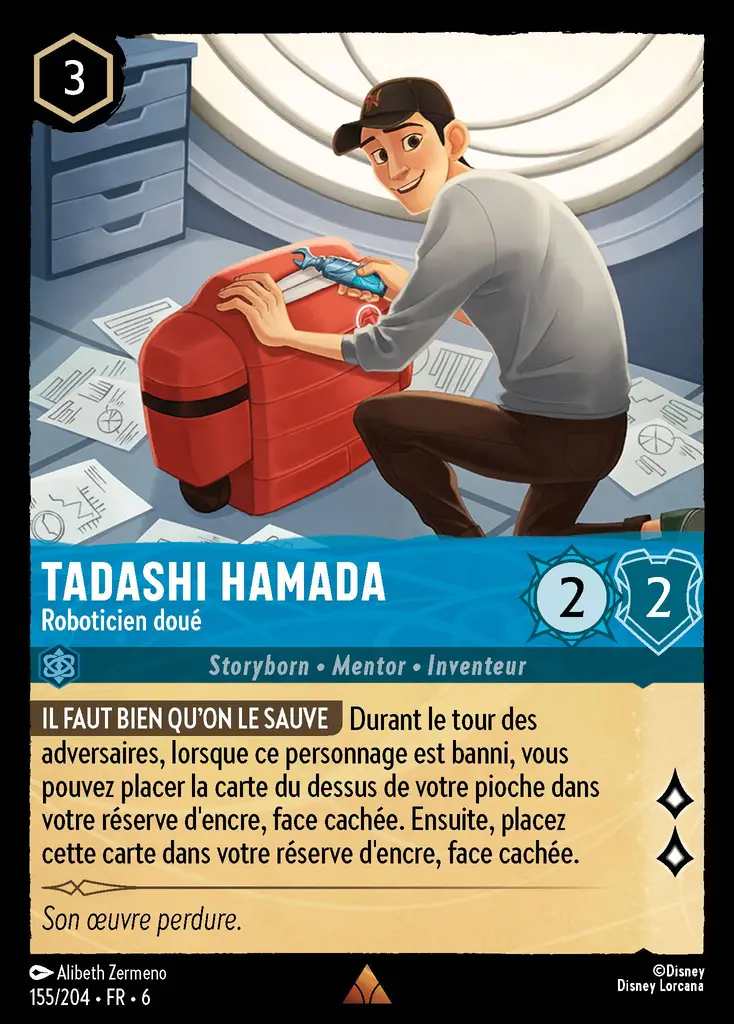 3
TADASHI HAMADA
Roboticien doué
2
2
Storyborn • Mentor • Inventeur
IL FAUT BIEN QU'ON LE SAUVE Durant le tour des
adversaires, lorsque ce personnage est banni, vous
pouvez placer la carte du dessus de votre pioche dans
votre réserve d'encre, face cachée. Ensuite, placez
cette carte dans votre réserve d'encre, face cachée.
Son œuvre perdure.
Alibeth Zermeno
155/204 • FR • 6
©Disney
Disney Lorcana